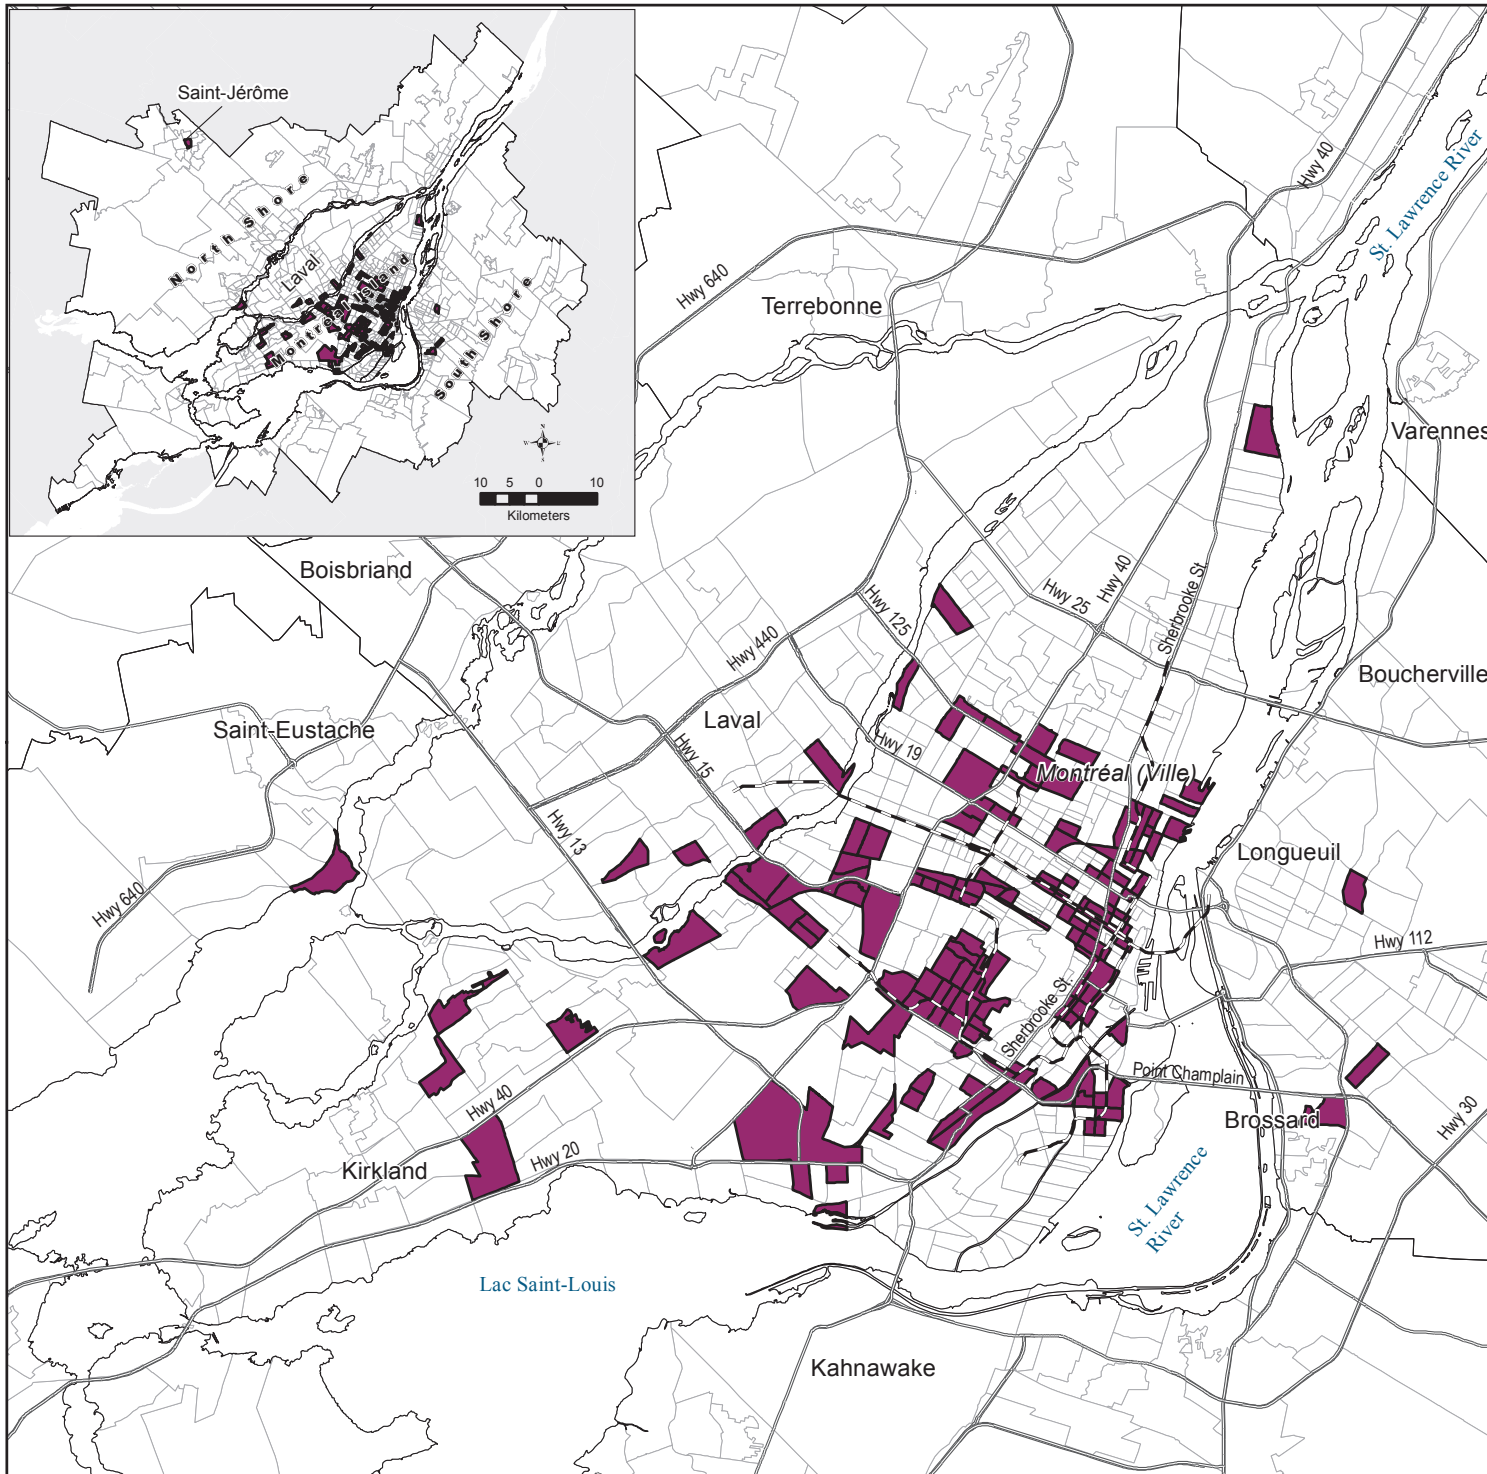 Saint-Jérôme
North Shore
Laval
Montréal Island
South Shore
N
W
E
S
10 5 0 10
Kilometers
Hwy 40
St. Lawrence River
Hwy 640
Terrebonne
Varennes
Boisbriand
Hwy 40
Hwy 25
Hwy 125
Sherbrooke St.
Hwy 440
Boucherville
Saint-Eustache
Laval
Hwy 19
Hwy 15
Montréal (Ville)
Hwy 13
Longueuil
Hwy 640
Hwy 112
Sherbrooke St.
Point Champlain
Hwy 40
Brossard
Hwy 30
Kirkland
Hwy 20
St. Lawrence
River
Lac Saint-Louis
Kahnawake